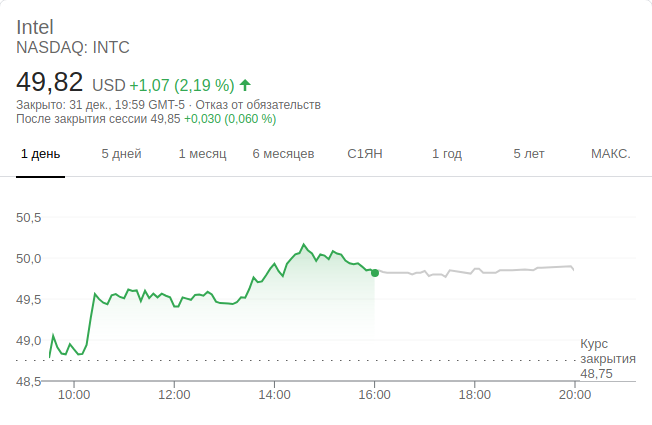 Intel
NASDAQ: INTC
49,82 USD +1,07 (2,19 %)
Закрыто: 31 дек., 19:59 GMT-5 · Отказ от обязательств
После закрытия сессии 49,85 +0,030 (0,060 %)
1 день 5 дней 1 месяц 6 месяцев С1ЯН 1 год 5 лет МАКС.
50,5
50,0
49,5
49,0
Курс
закрытия
48,75
48,5
10:00 12:00 14:00 16:00 18:00 20:00